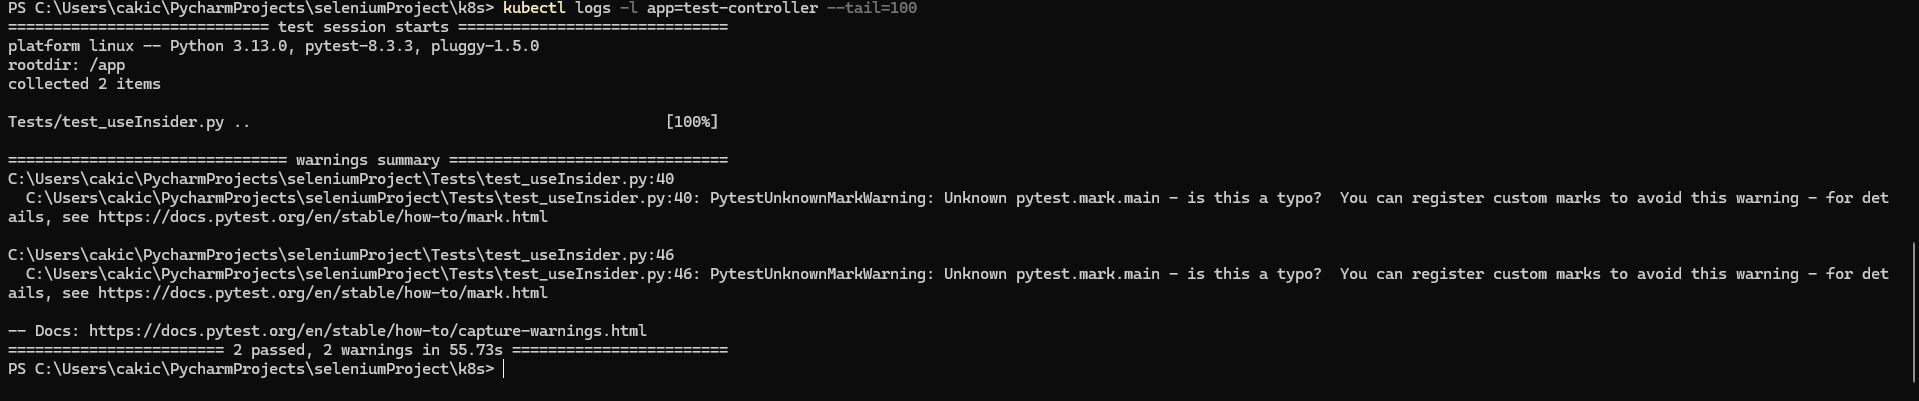 PS C:\Users\cakic\PycharmProjects\seleniumProject\k8s> kubectl logs -l app=test-controller --tail=100
============================= test session starts ==============================
platform linux -- Python 3.13.0, pytest-8.3.3, pluggy-1.5.0
rootdir: /app
collected 2 items
Tests/test_useInsider.py .. [100%]
=============================== warnings summary ===============================
C:\Users\cakic\PycharmProjects\seleniumProject\Tests\test_useInsider.py:40
C:\Users\cakic\PycharmProjects\seleniumProject\Tests\test_useInsider.py:40: PytestUnknownMarkWarning: Unknown pytest.mark.main - is this a typo?  You can register custom marks to avoid this warning - for det
ails, see https://docs.pytest.org/en/stable/how-to/mark.html
C:\Users\cakic\PycharmProjects\seleniumProject\Tests\test_useInsider.py:46
C:\Users\cakic\PycharmProjects\seleniumProject\Tests\test_useInsider.py:46: PytestUnknownMarkWarning: Unknown pytest.mark.main - is this a typo?  You can register custom marks to avoid this warning - for det
ails, see https://docs.pytest.org/en/stable/how-to/mark.html
-- Docs: https://docs.pytest.org/en/stable/how-to/capture-warnings.html
======================== 2 passed, 2 warnings in 55.73s ========================
PS C:\Users\cakic\PycharmProjects\seleniumProject\k8s>